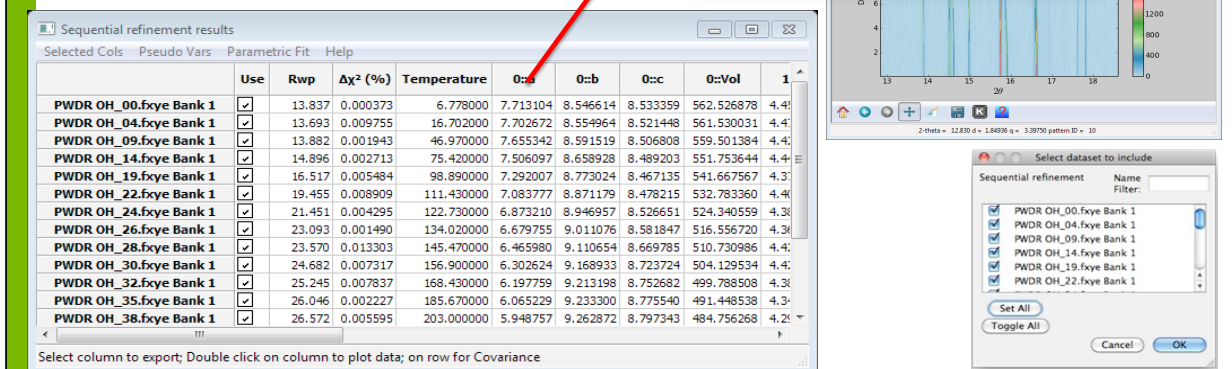 Sequential refinement results
Selected Cols Pseudo Vars Parametric Fit Help
Use Rwp Δχ² (%) Temperature 0::b 0::c 0::Vol
PWDR OH_00.fxye Bank 1 13.837 0.000373 6.778000 7.713104 8.546614 8.533359 562.526878
PWDR OH_04.fxye Bank 1 13.693 0.009755 16.702000 7.702672 8.554964 8.521448 561.530031
PWDR OH_09.fxye Bank 1 13.882 0.001943 46.970000 7.655342 8.591519 8.506808 559.501384
PWDR OH_14.fxye Bank 1 14.896 0.002713 75.420000 7.506097 8.658928 8.489203 551.753644
PWDR OH_19.fxye Bank 1 16.517 0.005484 98.890000 7.292007 8.773024 8.467135 541.667567
PWDR OH_22.fxye Bank 1 19.455 0.008909 111.430000 7.083777 8.871179 8.478215 532.783360
PWDR OH_24.fxye Bank 1 21.451 0.004295 122.730000 6.873210 8.946957 8.526651 524.340559
PWDR OH_26.fxye Bank 1 23.093 0.001490 134.020000 6.679755 9.011076 8.581847 516.556720
PWDR OH_28.fxye Bank 1 23.570 0.013303 145.470000 6.465980 9.110654 8.669785 510.730986
PWDR OH_30.fxye Bank 1 24.682 0.007317 156.900000 6.302624 9.168933 8.723724 504.129534
PWDR OH_32.fxye Bank 1 25.245 0.007837 168.430000 6.197759 9.213198 8.752682 499.788508
PWDR OH_35.fxye Bank 1 26.046 0.002227 185.670000 6.065229 9.233300 8.775540 491.448538
PWDR OH_38.fxye Bank 1 26.572 0.005595 203.000000 5.948757 9.262872 8.797343 484.756268
Select column to export; Double click on column to plot data; on row for Covariance
6
4
2
13 14 15 16 17 18
2θ
1200
800
400
0
2-theta = 12.830 d = 1.84936 q = 3.39750 pattern ID = 10
Select dataset to include
Sequential refinement Name
Filter:
PWDR OH_00.fxye Bank 1
PWDR OH_04.fxye Bank 1
PWDR OH_09.fxye Bank 1
PWDR OH_14.fxye Bank 1
PWDR OH_19.fxye Bank 1
PWDR OH_22.fxye Bank 1
Set All
Toggle All
Cancel OK